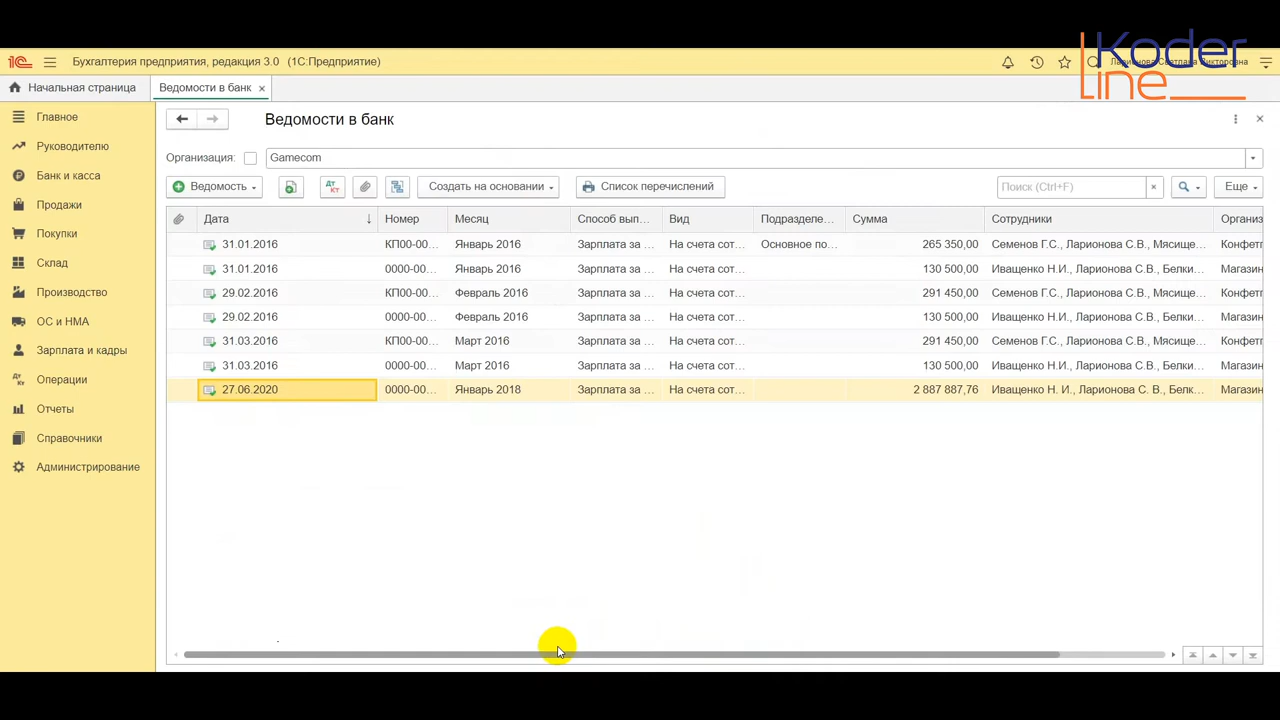 Koder
line
1С Бухгалтерия предприятия, редакция 3.0 (1С:Предприятие)
Начальная страница Ведомости в банк ×
Главное
Руководителю
Банк и касса
Продажи
Покупки
Склад
Производство
ОС и НМА
Зарплата и кадры
Операции
Отчеты
Справочники
Администрирование
Ведомости в банк
Организация: Gamecom
Ведомость Дт Кт Создать на основании Список перечислений Поиск (Ctrl+F) × Еще
Дата ↓ Номер Месяц Способ вып... Вид Подразделе... Сумма Сотрудники Организ
31.01.2016 КП00-00... Январь 2016 Зарплата за ... На счета сот... Основное по... 265 350,00 Семенов Г.С., Ларионова С.В., Мясище... Конфет
31.01.2016 0000-00... Январь 2016 Зарплата за ... На счета сот... 130 500,00 Иващенко Н.И., Ларионова С.В., Белки... Магазин
29.02.2016 КП00-00... Февраль 2016 Зарплата за ... На счета сот... 291 450,00 Семенов Г.С., Ларионова С.В., Мясище... Конфет
29.02.2016 0000-00... Февраль 2016 Зарплата за ... На счета сот... 130 500,00 Иващенко Н.И., Ларионова С.В., Белки... Магазин
31.03.2016 КП00-00... Март 2016 Зарплата за ... На счета сот... 291 450,00 Семенов Г.С., Ларионова С.В., Мясище... Конфет
31.03.2016 0000-00... Март 2016 Зарплата за ... На счета сот... 130 500,00 Иващенко Н.И., Ларионова С.В., Белки... Магазин
27.06.2020 0000-00... Январь 2018 Зарплата за ... На счета сот... 2 887 887,76 Иващенко Н. И., Ларионова С. В., Белки... Магазин